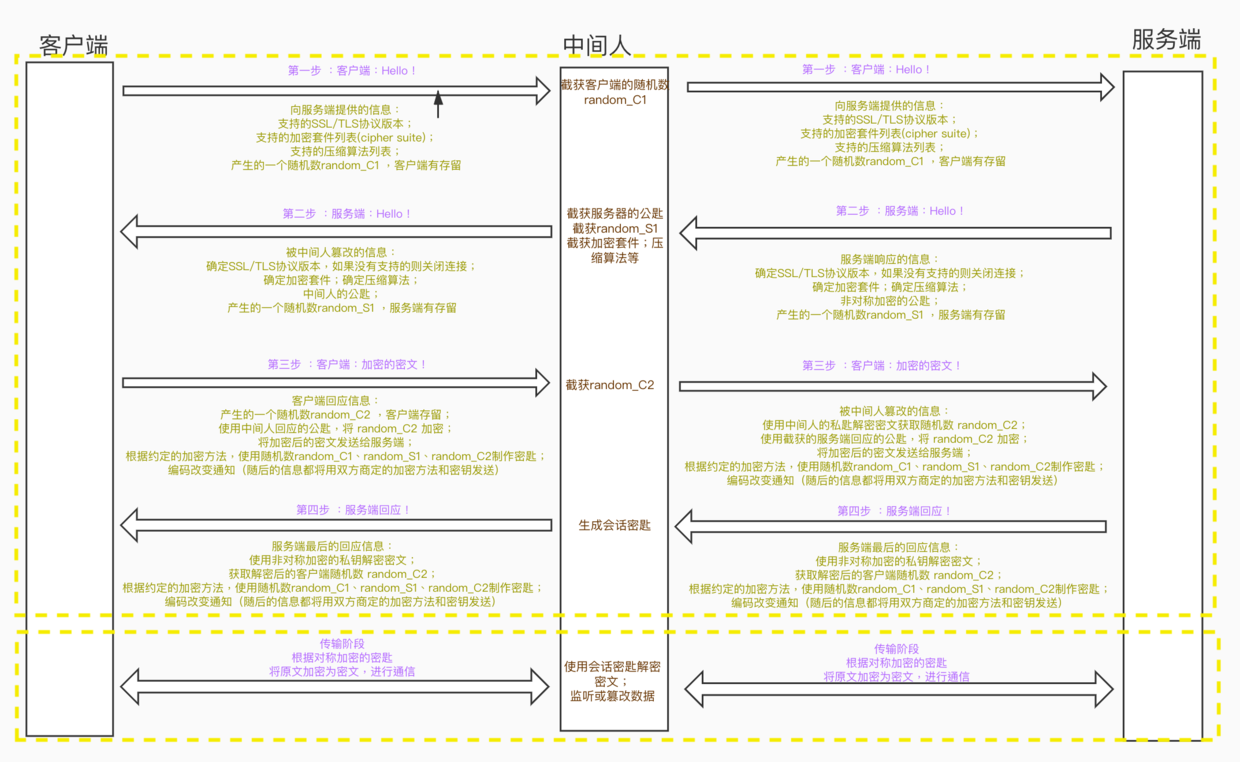 客户端
中间人
服务端
第一步 ：客户端：Hello！
向服务端提供的信息：
支持的SSL/TLS协议版本；
支持的加密套件列表(cipher suite)；
支持的压缩算法列表；
产生的一个随机数random_C1 ，客户端有存留
截获客户端的随机数
random_C1
第一步 ：客户端：Hello！
向服务端提供的信息：
支持的SSL/TLS协议版本；
支持的加密套件列表(cipher suite)；
支持的压缩算法列表；
产生的一个随机数random_C1 ，客户端有存留
第二步 ：服务端：Hello！
被中间人篡改的信息：
确定SSL/TLS协议版本，如果没有支持的则关闭连接；
确定加密套件；确定压缩算法；
中间人的公匙；
产生的一个随机数random_S1 ，服务端有存留
截获服务器的公匙
截获random_S1
截获加密套件；压
缩算法等
第二步 ：服务端：Hello！
服务端响应的信息：
确定SSL/TLS协议版本，如果没有支持的则关闭连接；
确定加密套件；确定压缩算法；
非对称加密的公匙；
产生的一个随机数random_S1 ，服务端有存留
第三步 ：客户端：加密的密文！
客户端回应信息：
产生的一个随机数random_C2 ，客户端存留；
使用中间人回应的公匙，将 random_C2 加密；
将加密后的密文发送给服务端；
根据约定的加密方法，使用随机数random_C1、random_S1、random_C2制作密匙；
编码改变通知（随后的信息都将用双方商定的加密方法和密钥发送）
截获random_C2
第三步 ：客户端：加密的密文！
被中间人篡改的信息：
使用中间人的私匙解密密文获取随机数 random_C2；
使用截获的服务端回应的公匙，将 random_C2 加密；
将加密后的密文发送给服务端；
根据约定的加密方法，使用随机数random_C1、random_S1、random_C2制作密匙；
编码改变通知（随后的信息都将用双方商定的加密方法和密钥发送）
第四步 ：服务端回应！
服务端最后的回应信息：
使用非对称加密的私钥解密密文；
获取解密后的客户端随机数 random_C2；
根据约定的加密方法，使用随机数random_C1、random_S1、random_C2制作密匙；
编码改变通知（随后的信息都将用双方商定的加密方法和密钥发送）
生成会话密匙
第四步 ：服务端回应！
服务端最后的回应信息：
使用非对称加密的私钥解密密文；
获取解密后的客户端随机数 random_C2；
根据约定的加密方法，使用随机数random_C1、random_S1、random_C2制作密匙；
编码改变通知（随后的信息都将用双方商定的加密方法和密钥发送）
传输阶段
根据对称加密的密匙
将原文加密为密文，进行通信
使用会话密匙解密
密文；
监听或篡改数据
传输阶段
根据对称加密的密匙
将原文加密为密文，进行通信